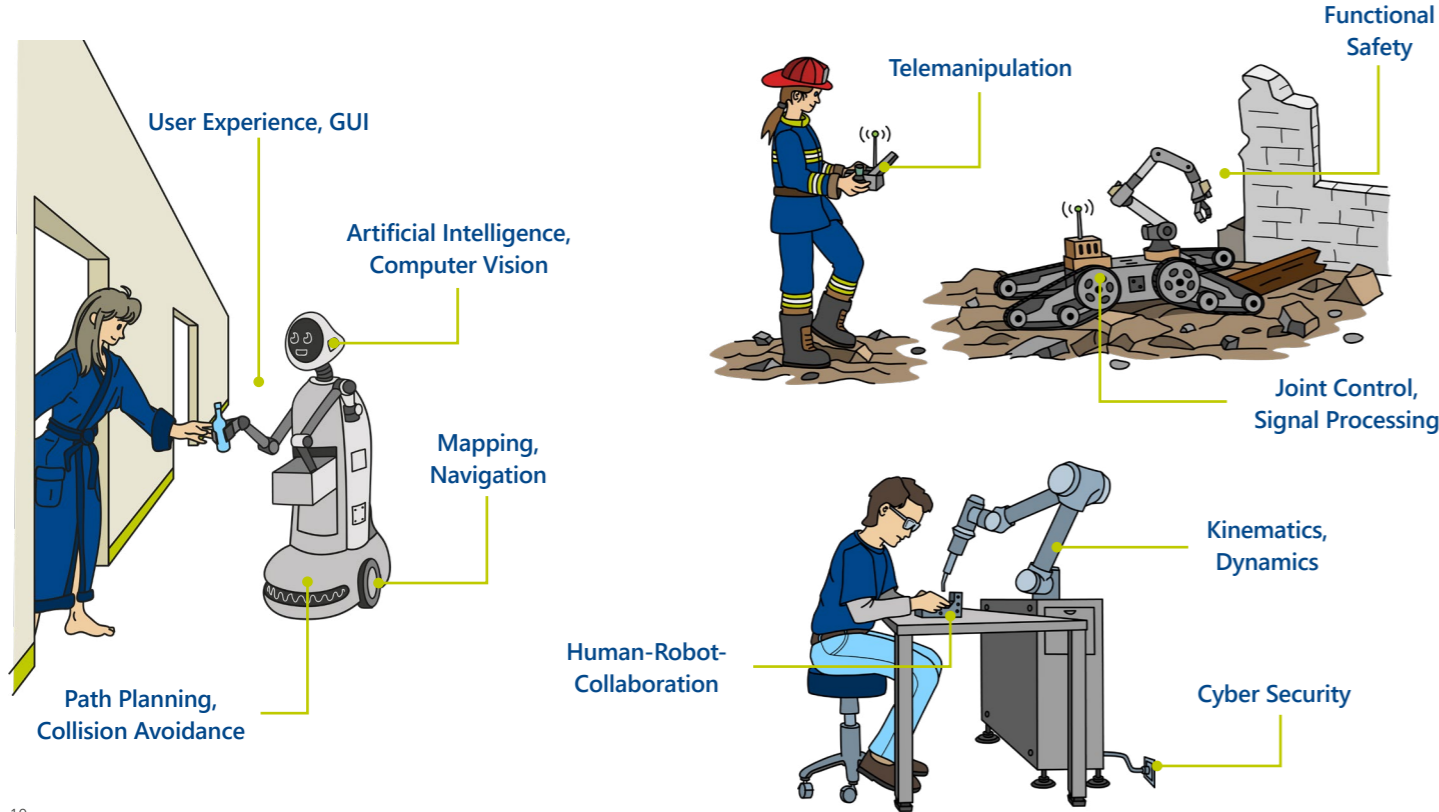 Functional
Safety
Telemanipulation
User Experience, GUI
Artificial Intelligence,
Computer Vision
Joint Control,
Signal Processing
Mapping,
Navigation
Kinematics,
Dynamics
Human-Robot-
Collaboration
Path Planning,
Collision Avoidance
Cyber Security